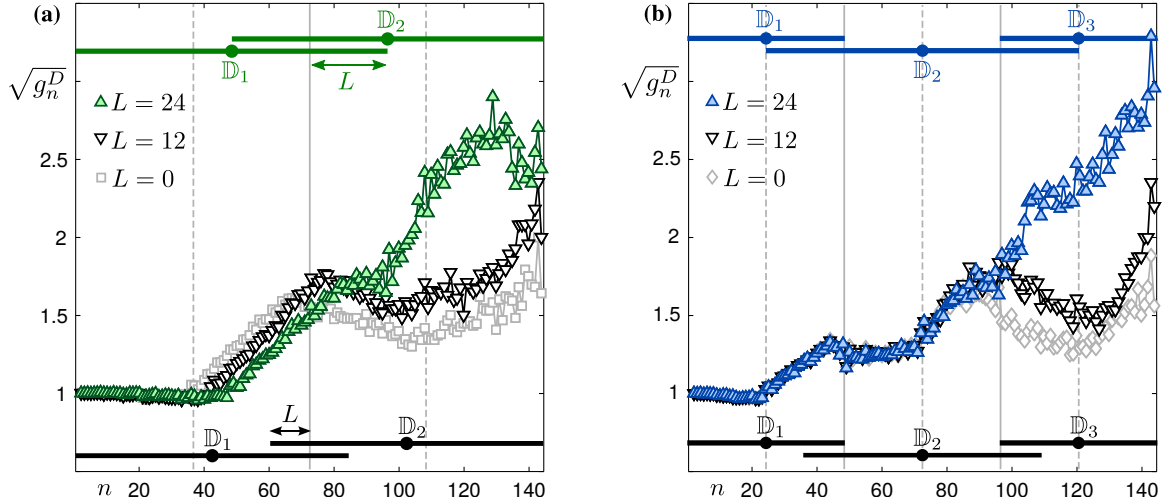 (a)
𝔻₂
𝔻₁
L
√gₙᴰ
L = 24
L = 12
L = 0
2.5
2
1.5
1
L
𝔻₁
𝔻₂
n 20 40 60 80 100 120 140
(b)
𝔻₁
𝔻₃
𝔻₂
√gₙᴰ
L = 24
L = 12
L = 0
2.5
2
1.5
1
𝔻₁
𝔻₃
𝔻₂
n 20 40 60 80 100 120 140